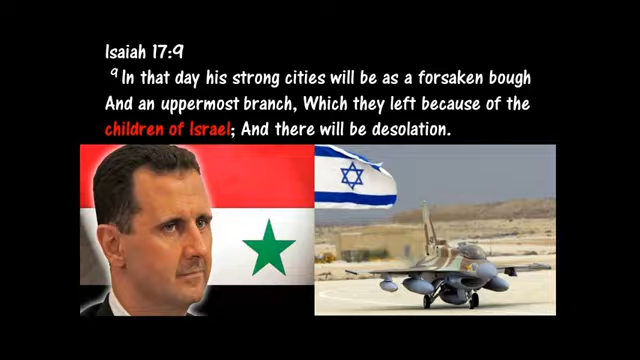 Isaiah 17:9
9 In that day his strong cities will be as a forsaken bough
And an uppermost branch, Which they left because of the
children of Israel; And there will be desolation.